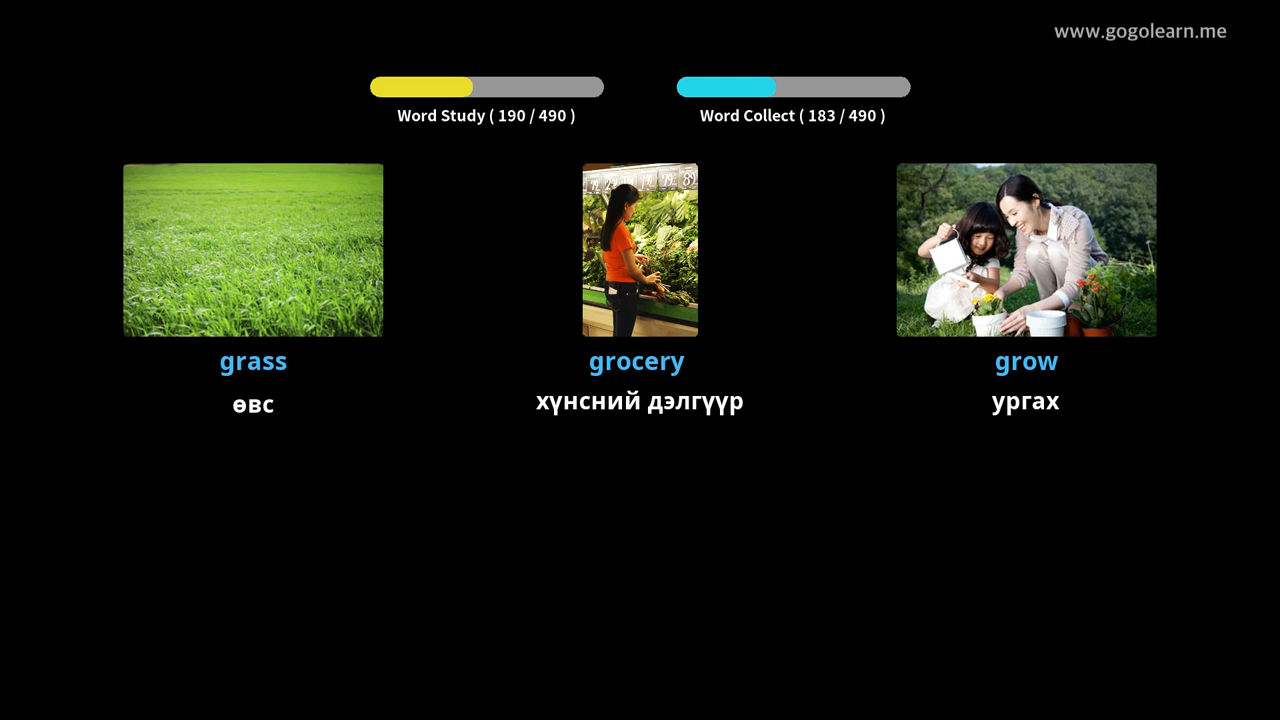 www.gogolearn.me
Word Study ( 190 / 490 )
Word Collect ( 183 / 490 )
grass
өвс
grocery
хүнсний дэлгүүр
grow
ургах